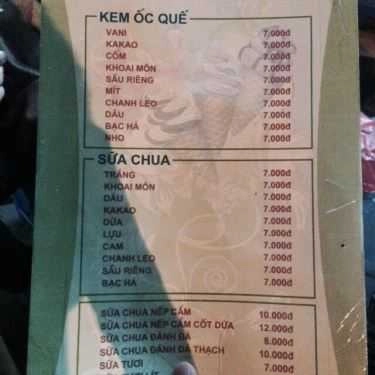 KEM ỐC QUẾ
VANI 7.000đ
KAKAO 7.000đ
CỐM 7.000đ
KHOAI MÔN 7.000đ
SẦU RIÊNG 7.000đ
MÍT 7.000đ
CHANH LEO 7.000đ
DÂU 7.000đ
BẠC HÀ 7.000đ
NHO 7.000đ
SỮA CHUA
TRẮNG 7.000đ
KHOAI MÔN 7.000đ
DÂU 7.000đ
KAKAO 7.000đ
DỪA 7.000đ
LỰU 7.000đ
CAM 7.000đ
CHANH LEO 7.000đ
SẦU RIÊNG 7.000đ
BẠC HÀ 7.000đ
SỮA CHUA NẾP CẨM 10.000đ
SỮA CHUA NẾP CẨM CỐT DỪA 12.000đ
SỮA CHUA ĐÁNH ĐÁ 8.000đ
SỮA CHUA ĐÁNH ĐÁ THẠCH 10.000đ
SỮA TƯƠI 7.000đ